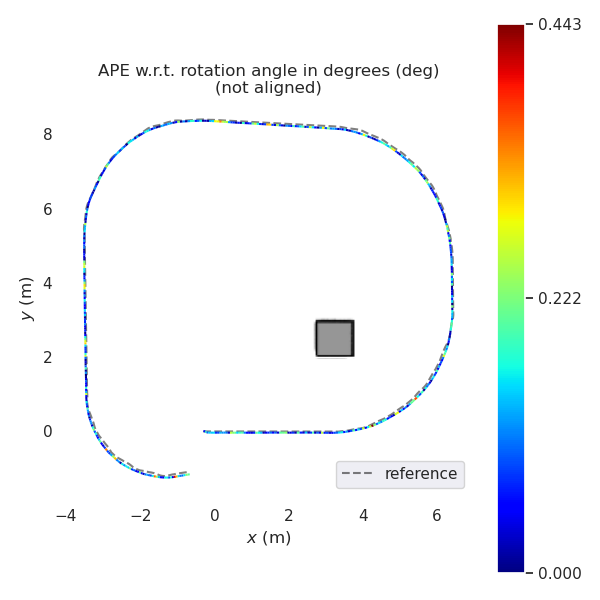 APE w.r.t. rotation angle in degrees (deg)
(not aligned)
0.443
0.222
0.000
8
6
4
2
0
y (m)
−4 −2 0 2 4 6
x (m)
reference